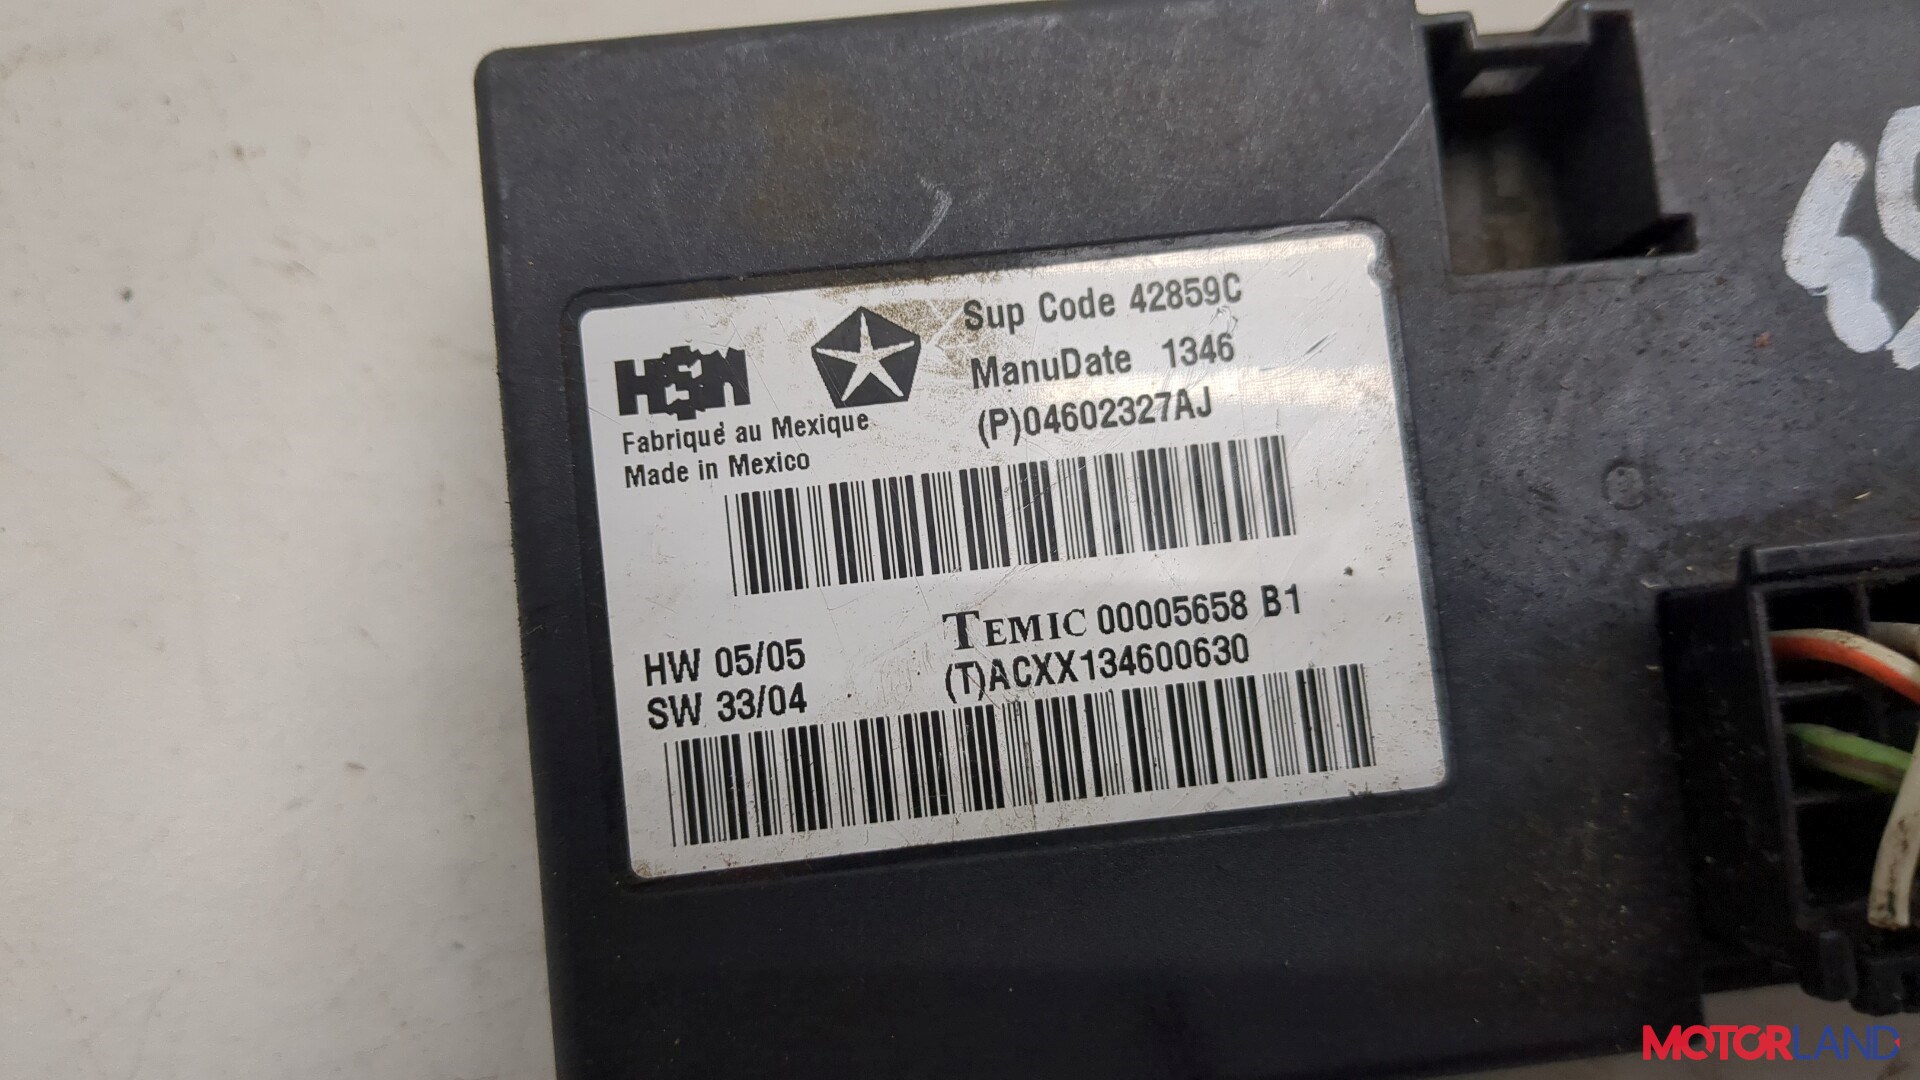 Sup Code 42859C
ManuDate 1346
(P)04602327AJ
HSM
Fabriqué au Mexique
Made in Mexico
HW 05/05
SW 33/04
TEMIC 00005658 B1
(T)ACXX134600630
MOTORLAND